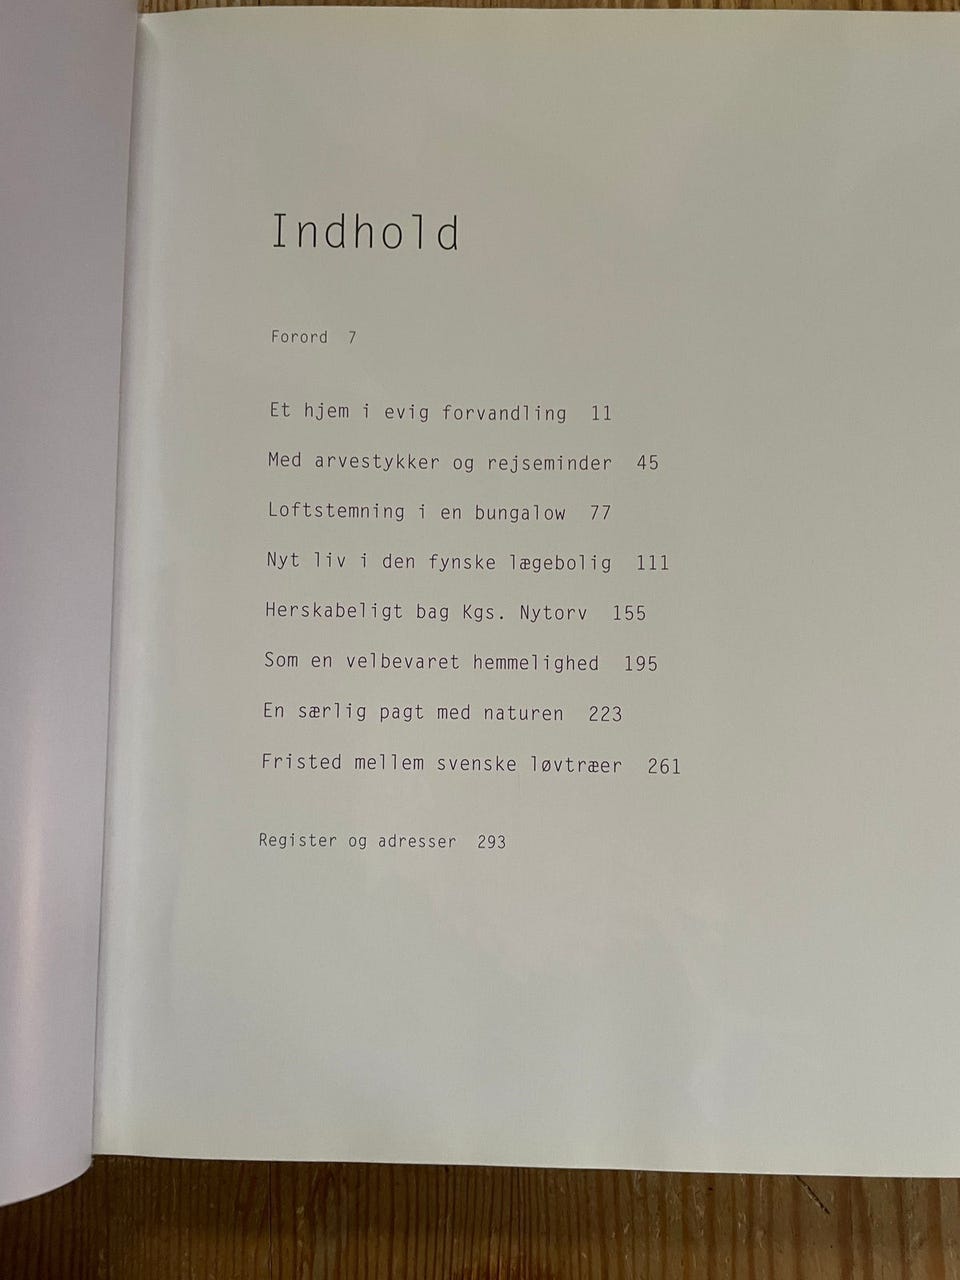 Indhold
Forord 7
Et hjem i evig forvandling 11
Med arvestykker og rejseminder 45
Loftstemning i en bungalow 77
Nyt liv i den fynske lægebolig 111
Herskabeligt bag Kgs. Nytorv 155
Som en velbevaret hemmelighed 195
En særlig pagt med naturen 223
Fristed mellem svenske løvtræer 261
Register og adresser 293